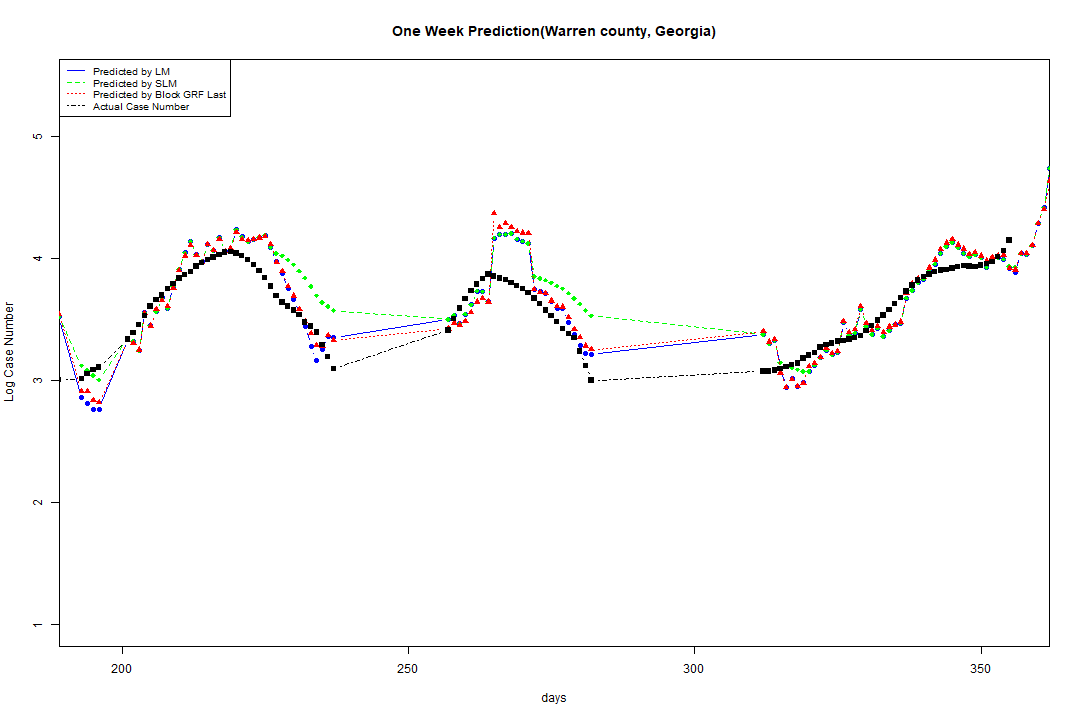 One Week Prediction(Warren county, Georgia)
Predicted by LM
Predicted by SLM
Predicted by Block GRF Last
Actual Case Number
5
4
3
2
1
Log Case Number
200
250
300
350
days